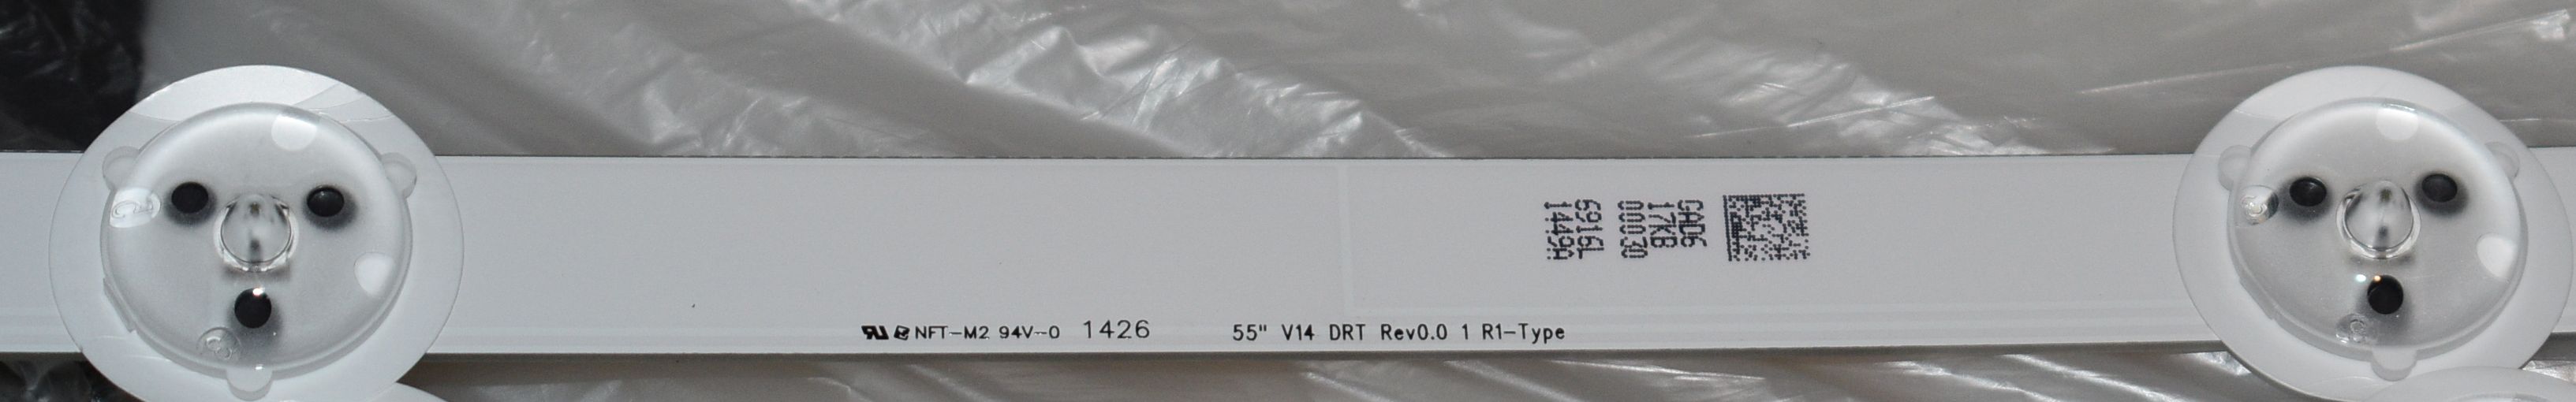 NFT-M2 94V-0 1426 55" V14 DRT Rev0.0 1 R1-Type
GAD6
17KB
00030
6916L
1449A